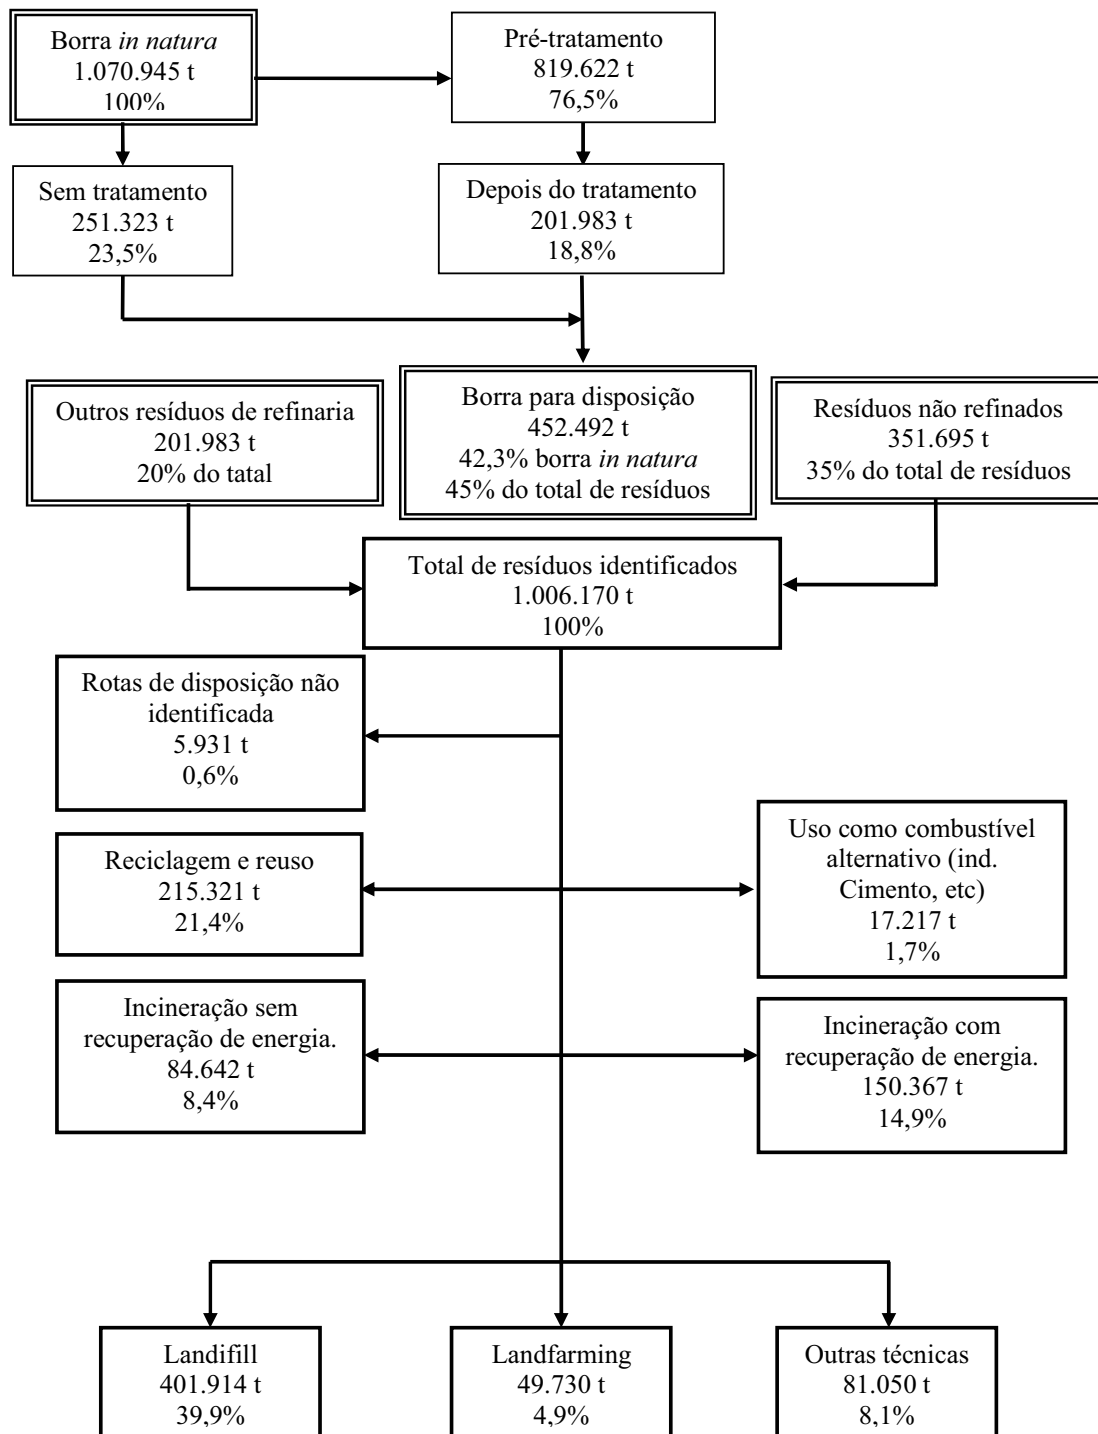 Borra in natura
1.070.945 t
100%
Pré-tratamento
819.622 t
76,5%
Sem tratamento
251.323 t
23,5%
Depois do tratamento
201.983 t
18,8%
Outros resíduos de refinaria
201.983 t
20% do tatal
Borra para disposição
452.492 t
42,3% borra in natura
45% do total de resíduos
Resíduos não refinados
351.695 t
35% do total de resíduos
Total de resíduos identificados
1.006.170 t
100%
Rotas de disposição não
identificada
5.931 t
0,6%
Reciclagem e reuso
215.321 t
21,4%
Uso como combustível
alternativo (ind.
Cimento, etc)
17.217 t
1,7%
Incineração sem
recuperação de energia.
84.642 t
8,4%
Incineração com
recuperação de energia.
150.367 t
14,9%
Landifill
401.914 t
39,9%
Landfarming
49.730 t
4,9%
Outras técnicas
81.050 t
8,1%